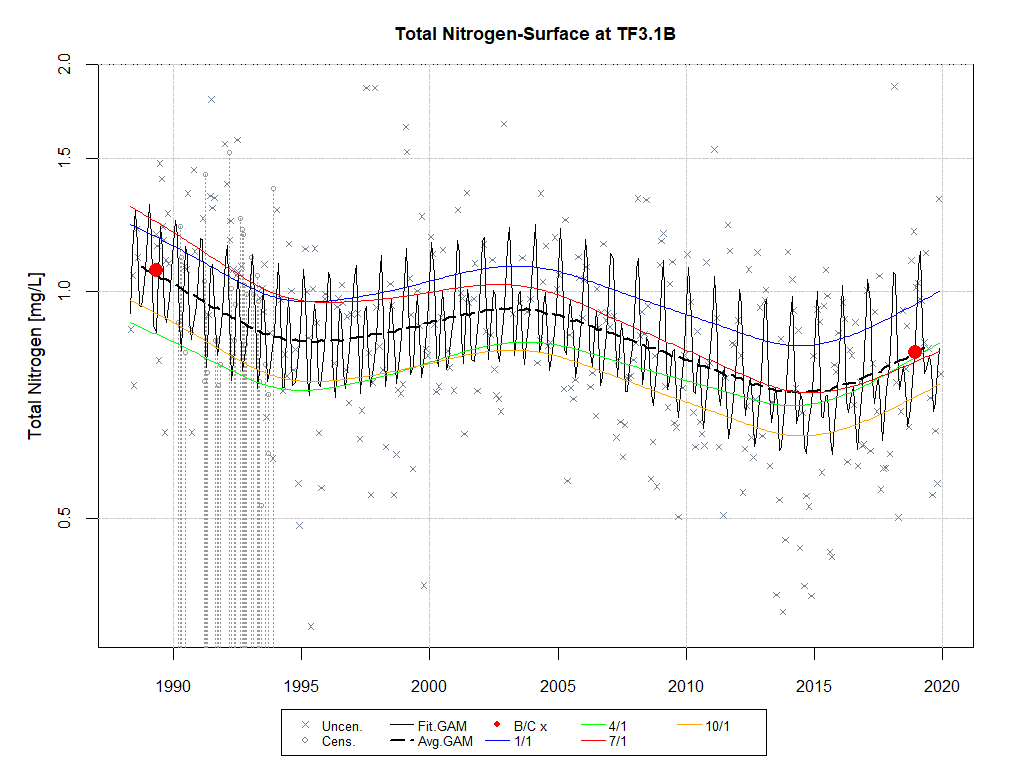 Total Nitrogen-Surface at TF3.1B
Total Nitrogen [mg/L]
2.0
1.5
1.0
0.5
1990 1995 2000 2005 2010 2015 2020
Uncen. Fit.GAM B/C x 4/1 10/1
Cens. Avg.GAM 1/1 7/1